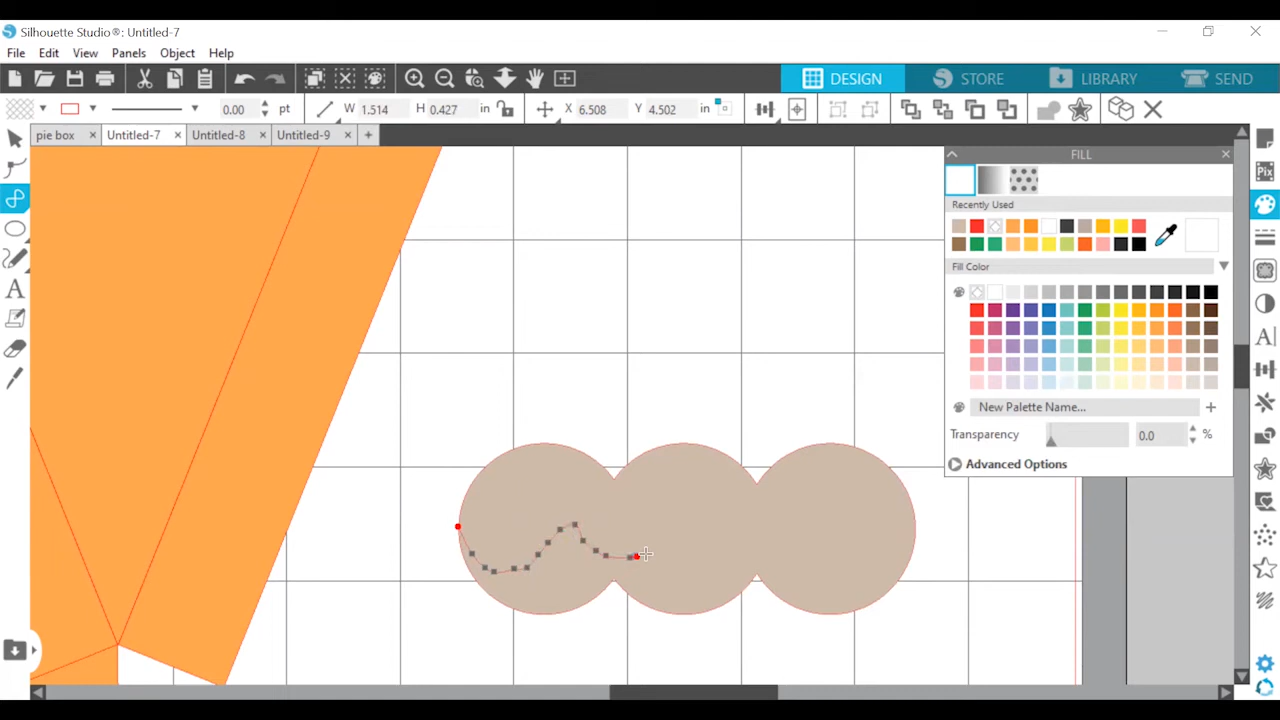 Silhouette Studio®: Untitled-7
File Edit View Panels Object Help
DESIGN STORE LIBRARY SEND
0.00 pt W 1.514 H 0.427 in X 6.508 Y 4.502 in
pie box Untitled-7 Untitled-8 Untitled-9 +
FILL
Pix
Recently Used
Fill Color
New Palette Name... +
Transparency 0.0 %
Advanced Options
A
A